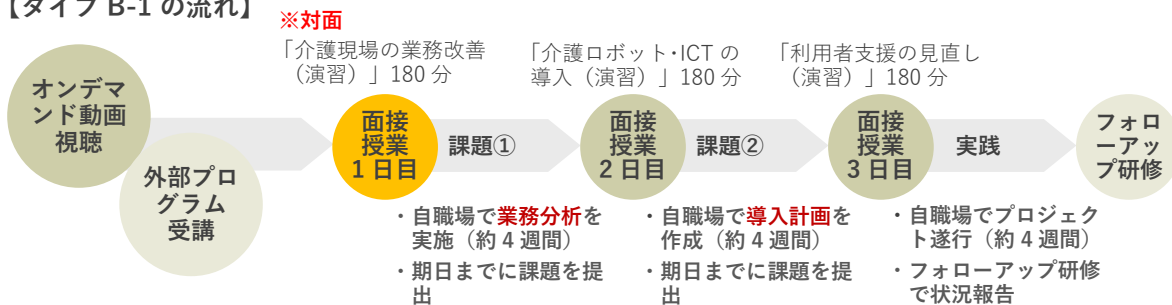 【タイプ B-1 の流れ】
※対面
「介護現場の業務改善
（演習）」180 分
「介護ロボット･ICT の
導入（演習）」180 分
「利用者支援の見直し
（演習）」180 分
オンデマ
ンド動画
視聴
外部プロ
グラム
受講
面接
授業
1 日目
課題①
面接
授業
2 日目
課題②
面接
授業
3 日目
実践
フォロ
ーアッ
プ研修
・自職場で業務分析を
実施（約 4 週間）
・期日までに課題を提
出
・自職場で導入計画を
作成（約 4 週間）
・期日までに課題を提
出
・自職場でプロジェク
ト遂行（約 4 週間）
・フォローアップ研修
で状況報告